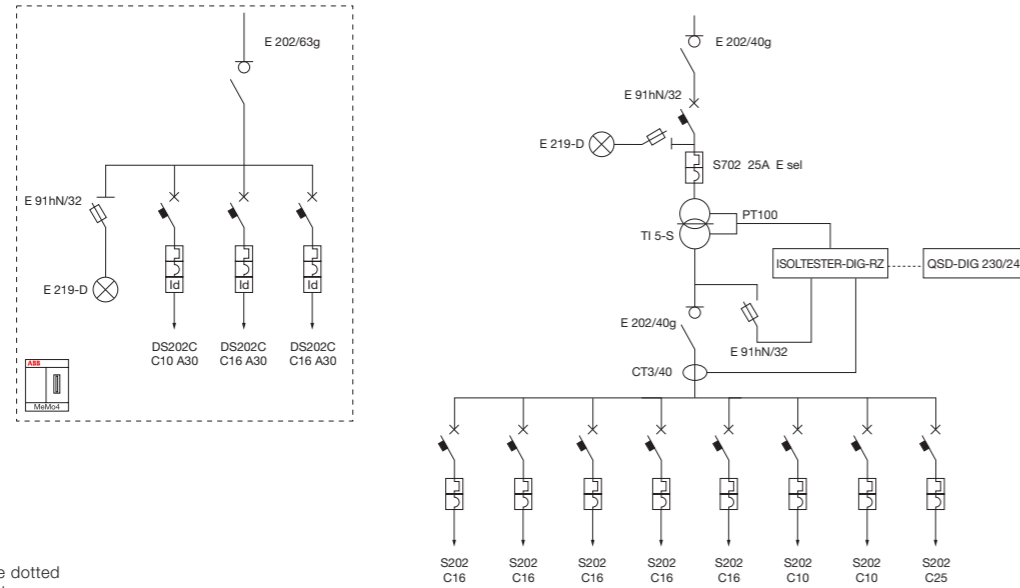 E 202/63g
E 91hN/32
E 219-D
Id
Id
Id
DS202C
C10 A30
DS202C
C16 A30
DS202C
C16 A30
ABB
MeMo4
E 202/40g
E 91hN/32
E 219-D
S702 25A E sel
PT100
TI 5-S
ISOLTESTER-DIG-RZ
QSD-DIG 230/24
E 202/40g
E 91hN/32
CT3/40
S202
C16
S202
C16
S202
C16
S202
C16
S202
C16
S202
C10
S202
C10
S202
C25
e dotted